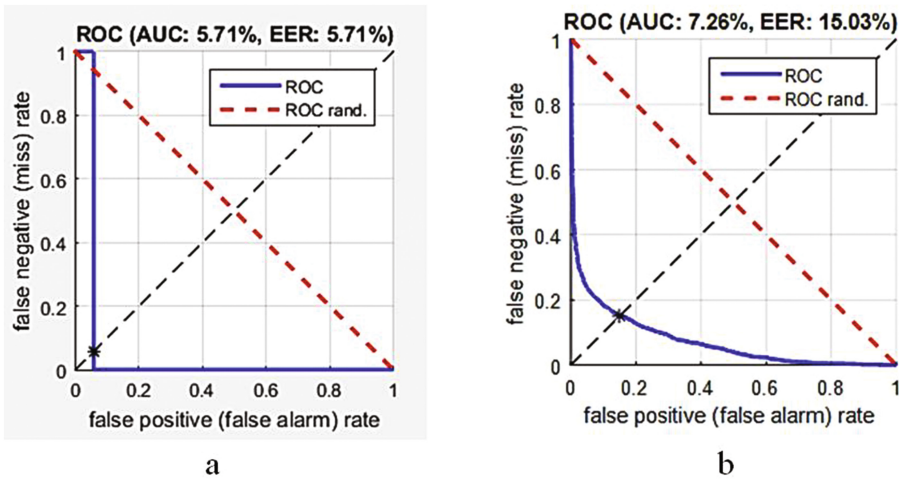 ROC (AUC: 5.71%, EER: 5.71%)
1
0.8
0.6
0.4
0.2
0
false negative (miss) rate
ROC
ROC rand.
0
0.2
0.4
0.6
0.8
1
false positive (false alarm) rate
a
ROC (AUC: 7.26%, EER: 15.03%)
1
0.8
0.6
0.4
0.2
0
false negative (miss) rate
ROC
ROC rand.
0
0.2
0.4
0.6
0.8
1
false positive (false alarm) rate
b